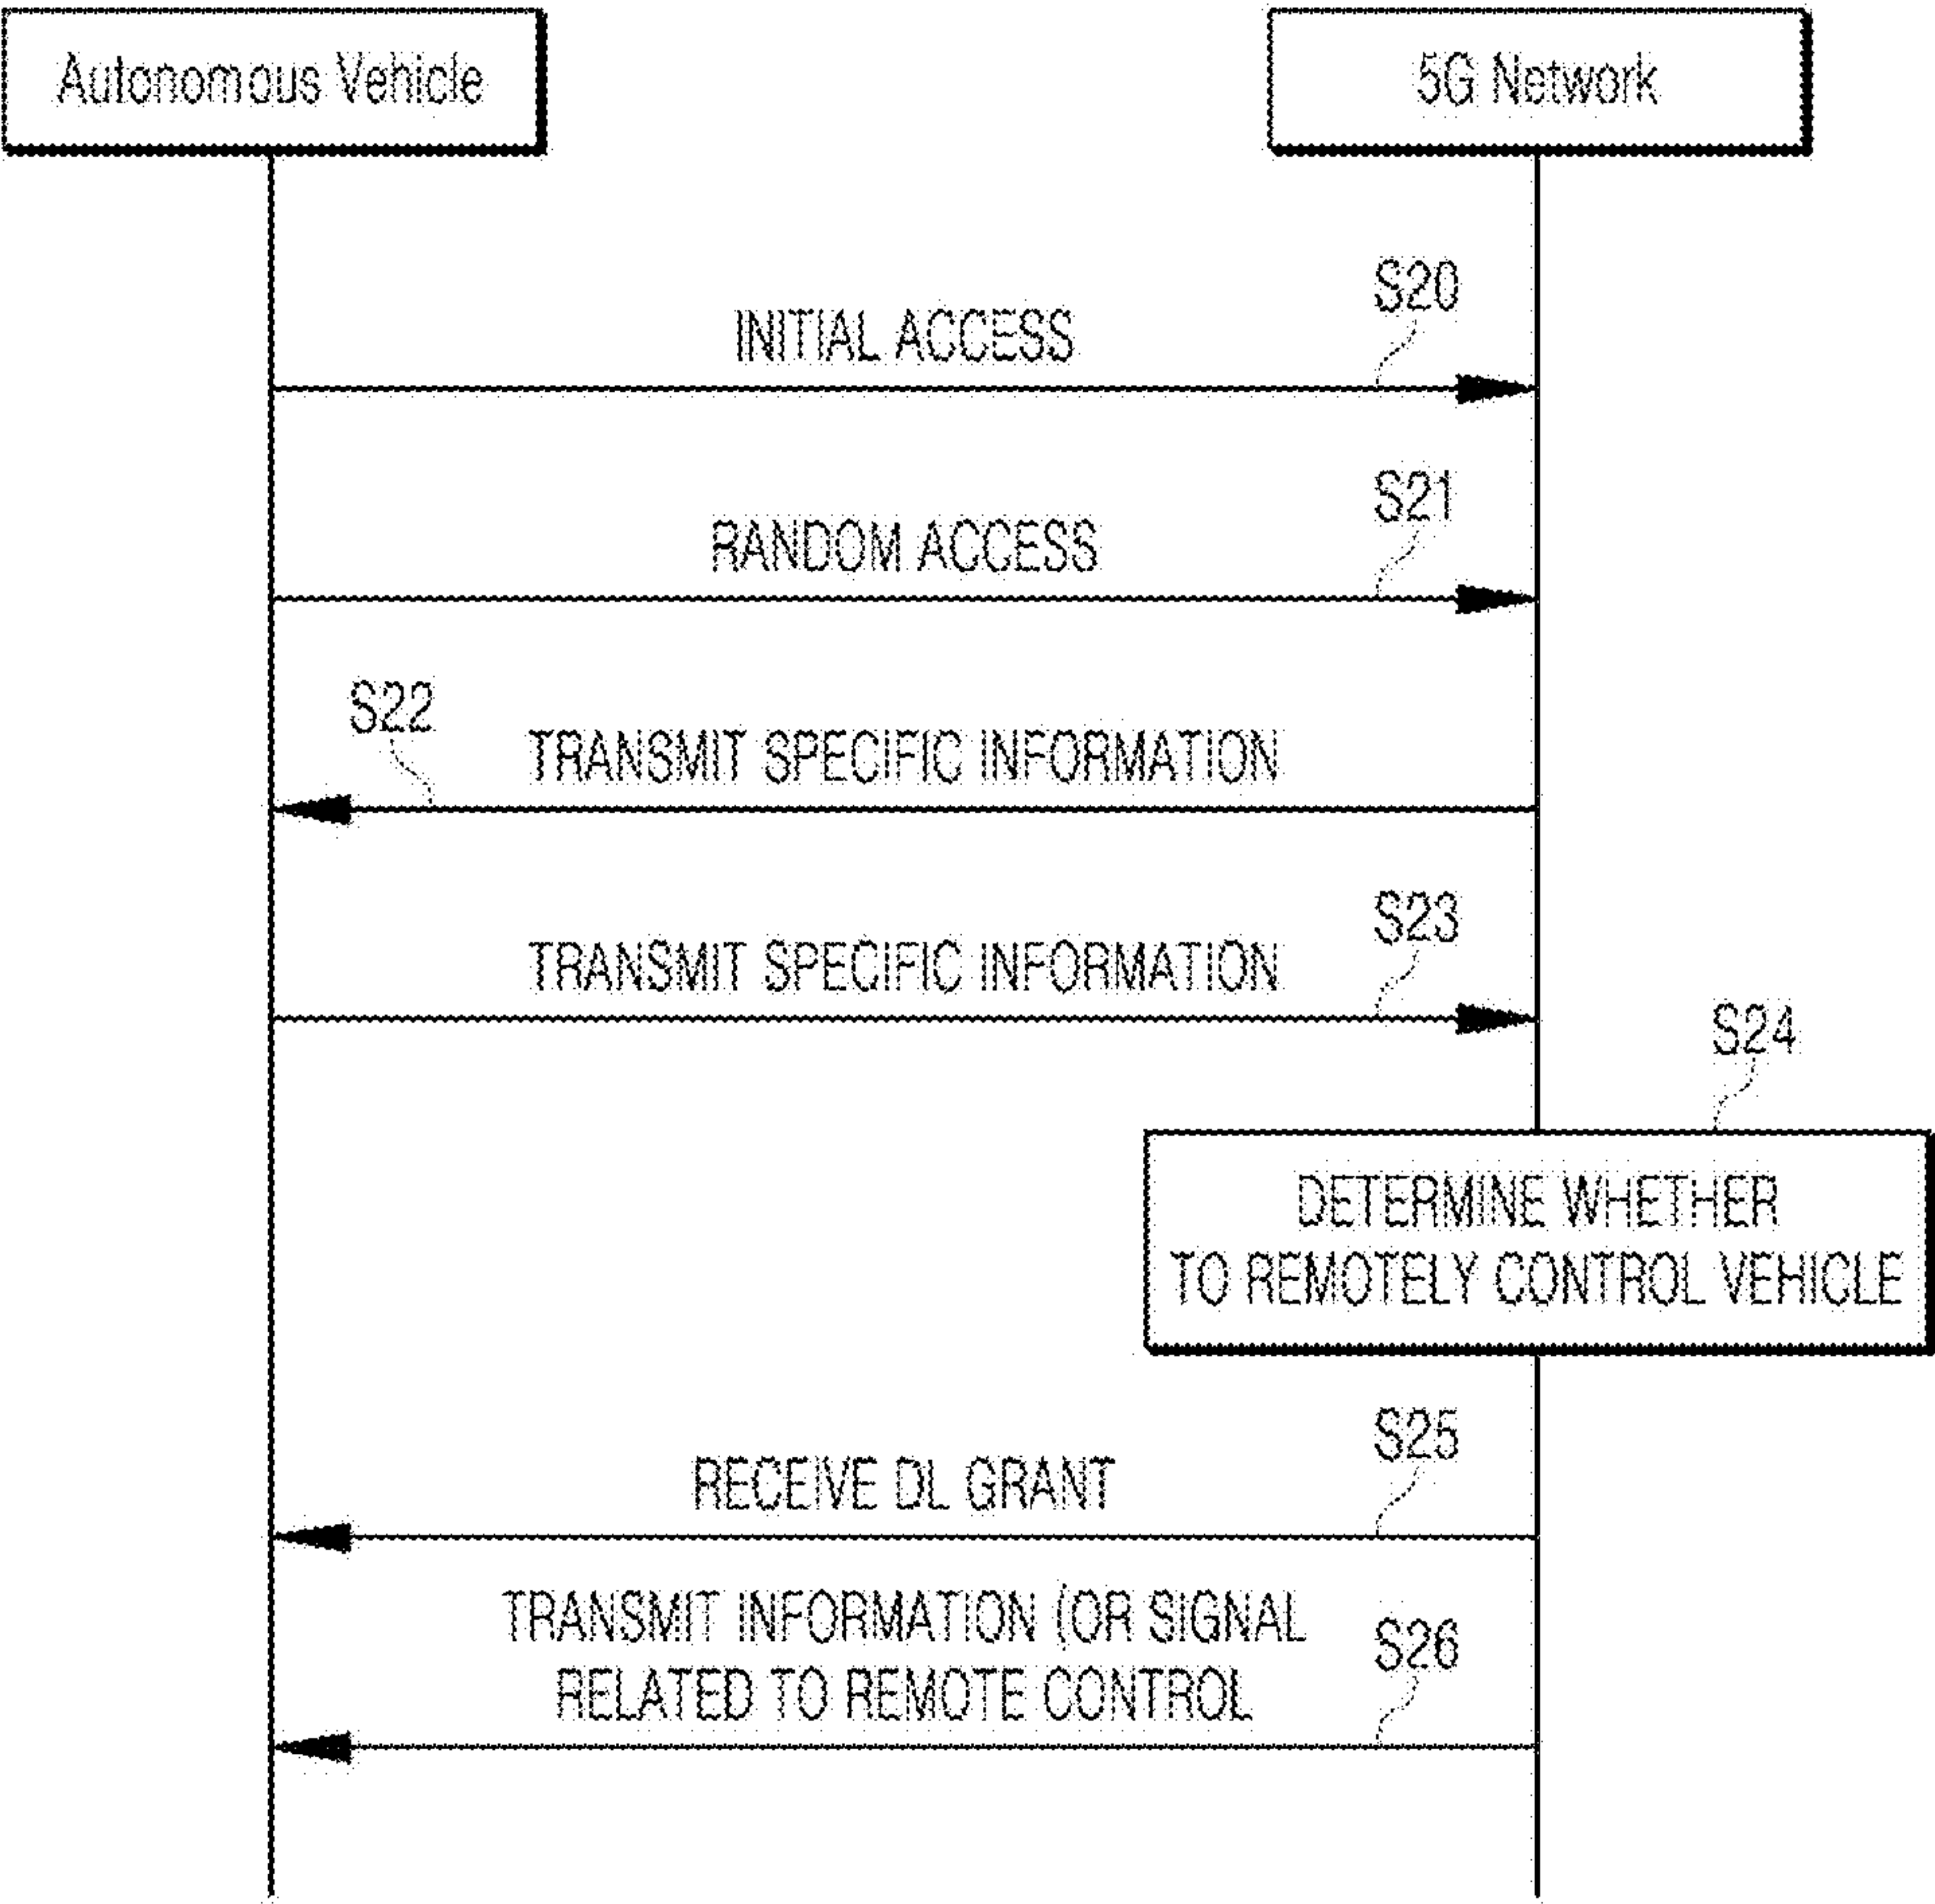 Autonomous Vehicle
5G Network
S20
INITIAL ACCESS
S21
RANDOM ACCESS
S22
TRANSMIT SPECIFIC INFORMATION
S23
TRANSMIT SPECIFIC INFORMATION
S24
DETERMINE WHETHER
TO REMOTELY CONTROL VEHICLE
S25
RECEIVE DL GRANT
TRANSMIT INFORMATION (OR SIGNAL
RELATED TO REMOTE CONTROL
S26